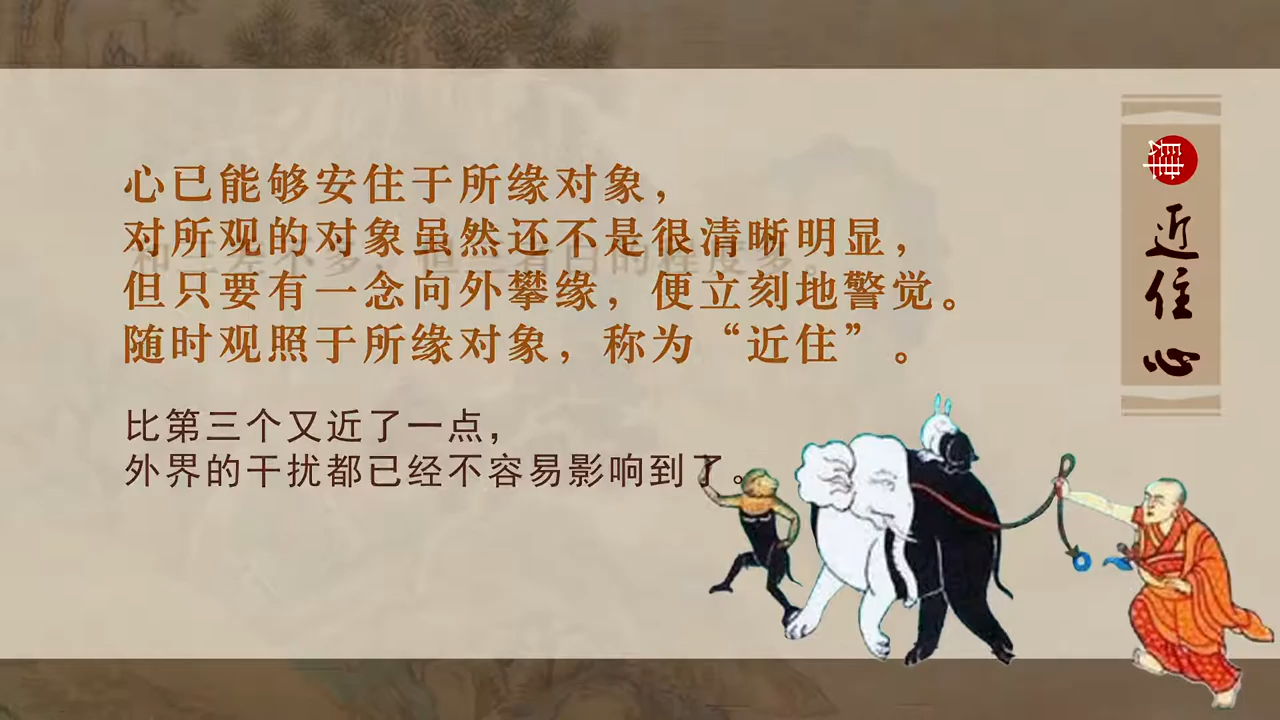 心已能够安住于所缘对象，
对所观的对象虽然还不是很清晰明显，
但只要有一念向外攀缘，便立刻地警觉。
随时观照于所缘对象，称为“近住”。
比第三个又近了一点，
外界的干扰都已经不容易影响到了。
肆
近住心